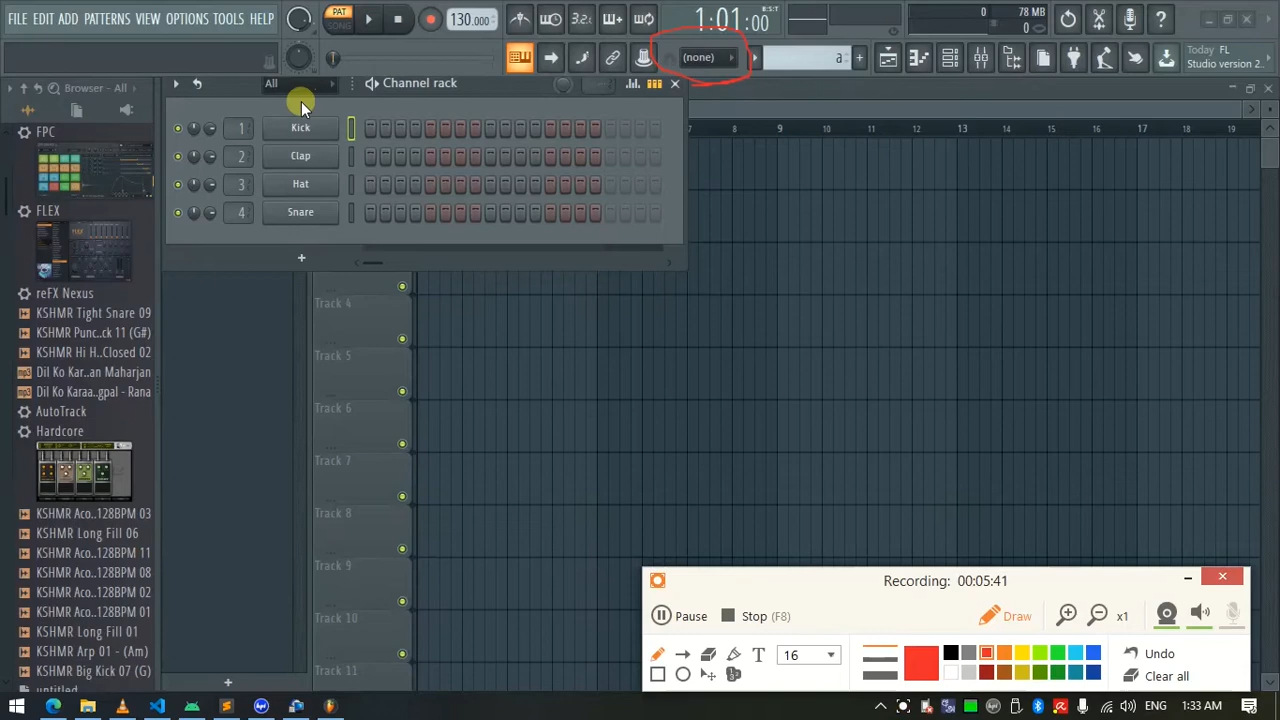 FILE EDIT ADD PATTERNS VIEW OPTIONS TOOLS HELP
PAT
SONG
130.000
3.2
1:01:00
B:S:T
78 MB
0
0
(none)
a
Today FL
Studio version 2..
Browser - All
All
Channel rack
1 Kick
2 Clap
3 Hat
4 Snare
8 9 10 11 12 13 14 15 16 17 18 19
FPC
FLEX
reFX Nexus
KSHMR Tight Snare 09
KSHMR Punc..ck 11 (G#)
KSHMR Hi H..Closed 02
Dil Ko Kar..an Maharjan
Dil Ko Karaa..gpal - Rana
AutoTrack
Hardcore
KSHMR Aco..128BPM 03
KSHMR Long Fill 06
KSHMR Aco..128BPM 11
KSHMR Aco..128BPM 08
KSHMR Aco..128BPM 02
KSHMR Aco..128BPM 01
KSHMR Long Fill 01
KSHMR Arp 01 - (Am)
KSHMR Big Kick 07 (G)
untitled
Track 4
Track 5
Track 6
Track 7
Track 8
Track 9
Track 10
Track 11
Recording: 00:05:41
Pause
Stop (F8)
Draw
x1
T
16
Undo
Clear all
ENG
1:33 AM